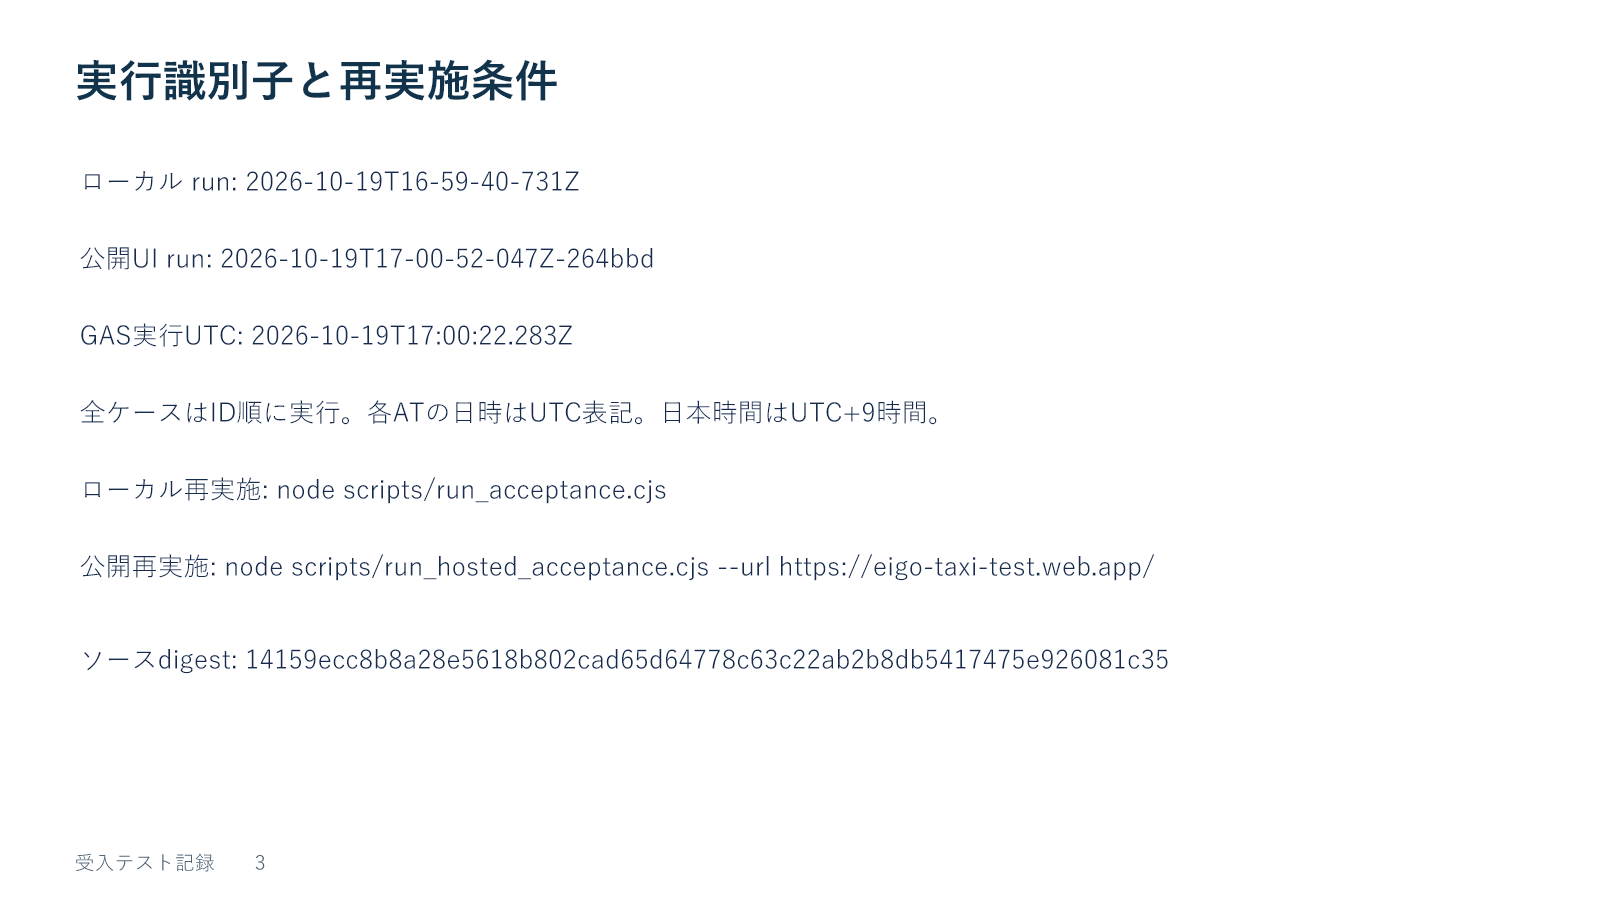 実行識別子と再実施条件
ローカル run: 2026-10-19T16-59-40-731Z
公開UI run: 2026-10-19T17-00-52-047Z-264bbd
GAS実行UTC: 2026-10-19T17:00:22.283Z
全ケースはID順に実行。各ATの日時はUTC表記。日本時間はUTC+9時間。
ローカル再実施: node scripts/run_acceptance.cjs
公開再実施: node scripts/run_hosted_acceptance.cjs --url https://eigo-taxi-test.web.app/
ソースdigest: 14159ecc8b8a28e5618b802cad65d64778c63c22ab2b8db5417475e926081c35
受入テスト記録 3